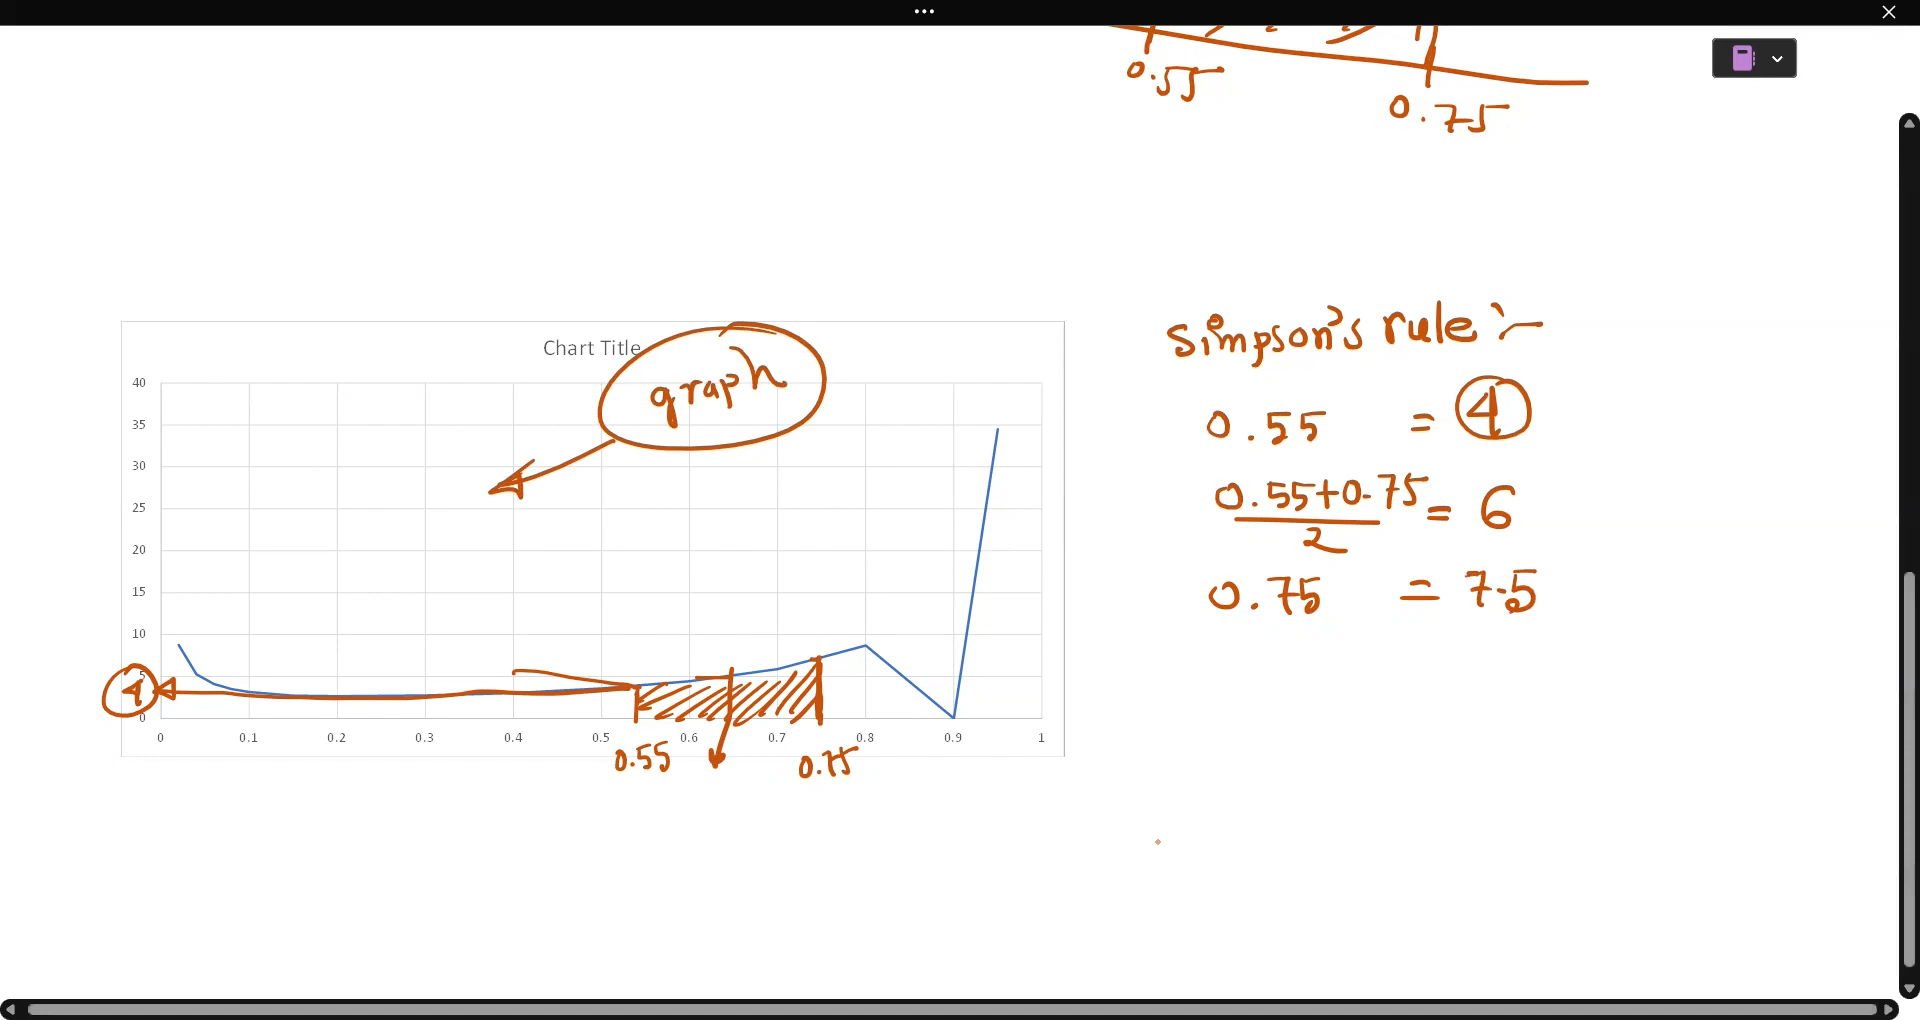 0.55
0.75
Chart Title
graph
40
35
30
25
20
15
10
5
0
4
0 0.1 0.2 0.3 0.4 0.5 0.6 0.7 0.8 0.9 1
0.55 0.75
Simpson's rule :-
0.55 = 4
0.55+0.75 = 6
2
0.75 = 7.5